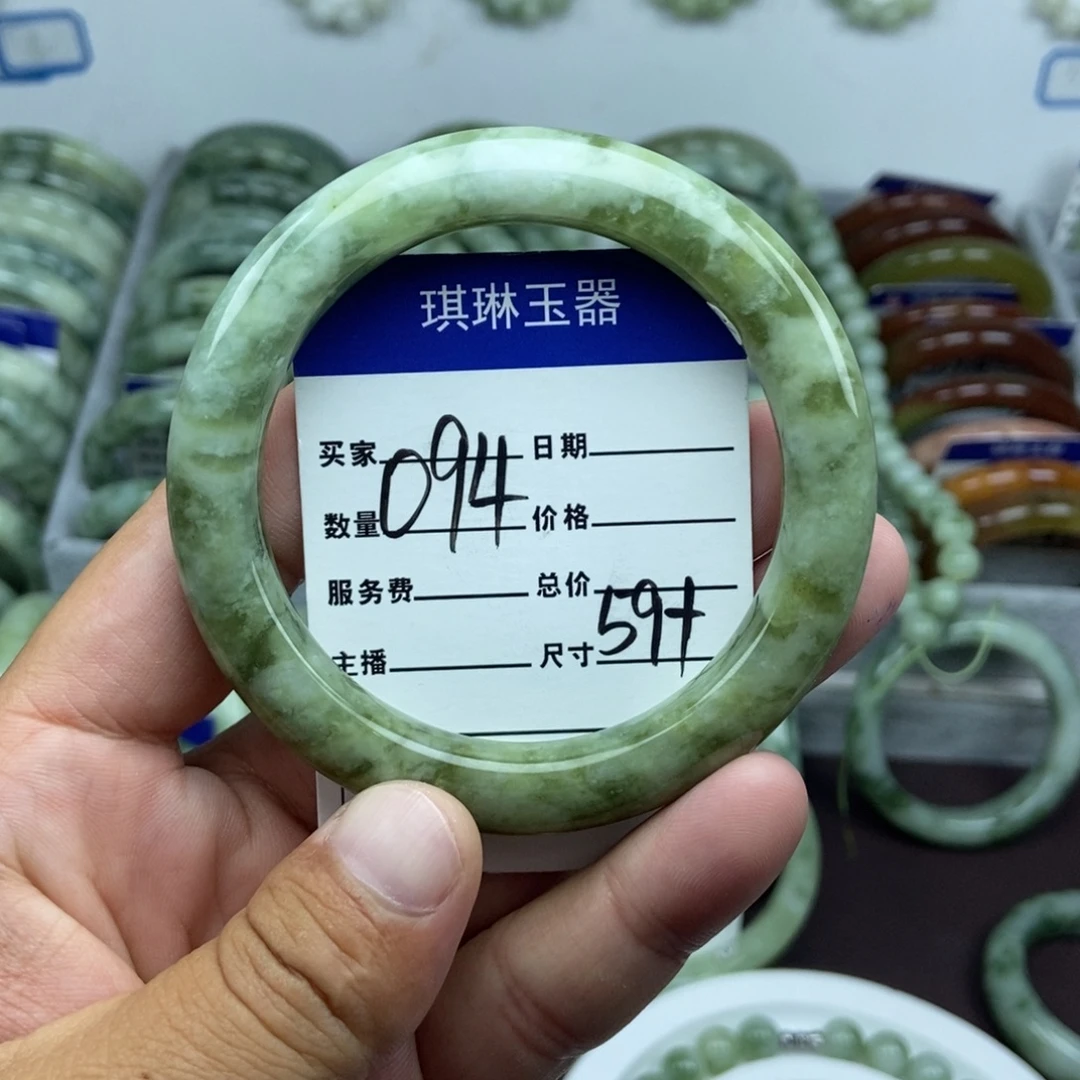 琪琳玉器
买家 094 日期
数量 价格
服务费 总价
主播 尺寸 59+